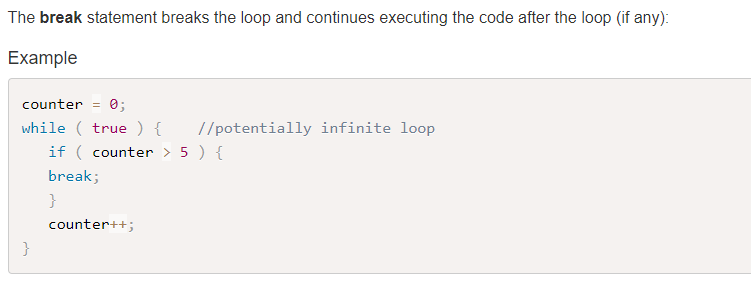 The break statement breaks the loop and continues executing the code after the loop (if any):
Example
counter = 0;
while ( true ) {    //potentially infinite loop
   if ( counter > 5 ) {
   break;
   }
   counter++;
}